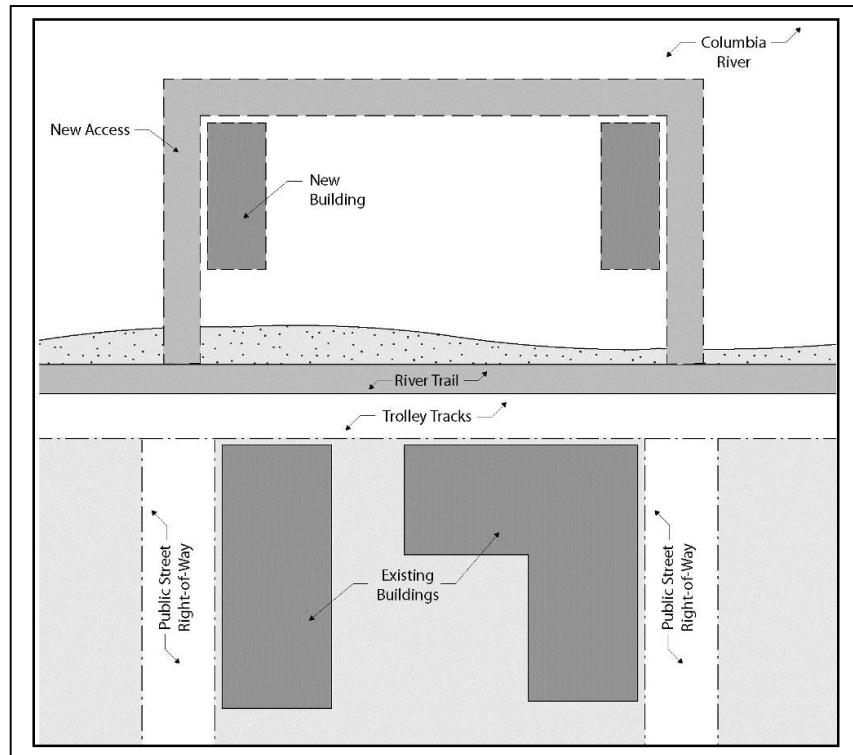 Columbia
River
New Access
New
Building
River Trail
Trolley Tracks
Public Street
Right-of-Way
Existing
Buildings
Public Street
Right-of-Way